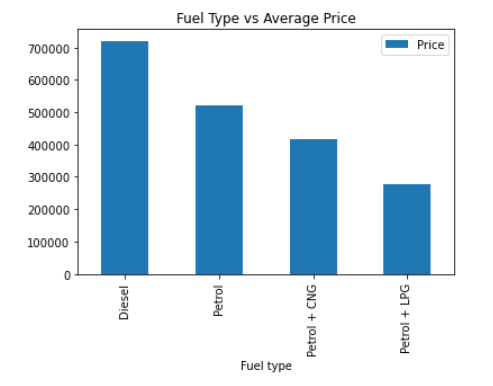 Fuel Type vs Average Price
Price
700000
600000
500000
400000
300000
200000
100000
0
Diesel
Petrol
Petrol + CNG
Petrol + LPG
Fuel type